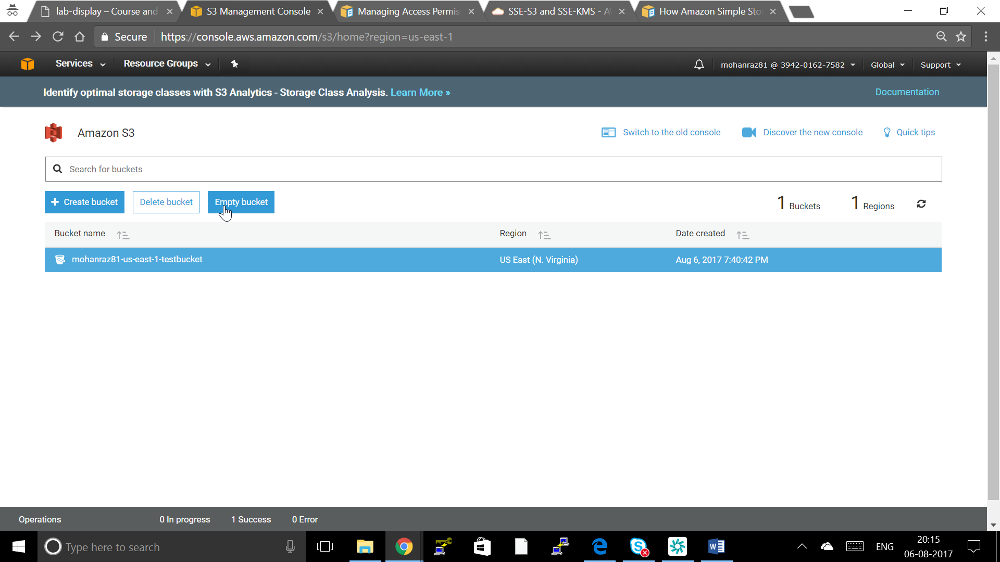 lab-display – Course and
S3 Management Console
Managing Access Permis
SSE-S3 and SSE-KMS - A
How Amazon Simple Sto
Secure
https://console.aws.amazon.com/s3/home?region=us-east-1
Services
Resource Groups
mohanraz81 @ 3942-0162-7582
Global
Support
Identify optimal storage classes with S3 Analytics - Storage Class Analysis. Learn More »
Documentation
Amazon S3
Switch to the old console
Discover the new console
Quick tips
Search for buckets
Create bucket
Delete bucket
Empty bucket
1 Buckets
1 Regions
Bucket name
Region
Date created
mohanraz81-us-east-1-testbucket
US East (N. Virginia)
Aug 6, 2017 7:40:42 PM
Operations
0 In progress
1 Success
0 Error
Type here to search
ENG
20:15
06-08-2017